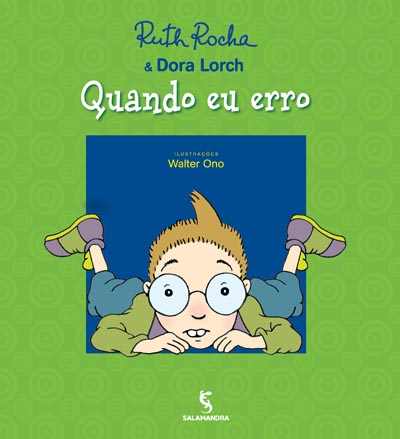 Ruth Rocha
& Dora Lorch
Quando eu erro
ILUSTRAÇÕES
Walter Ono
SALAMANDRA